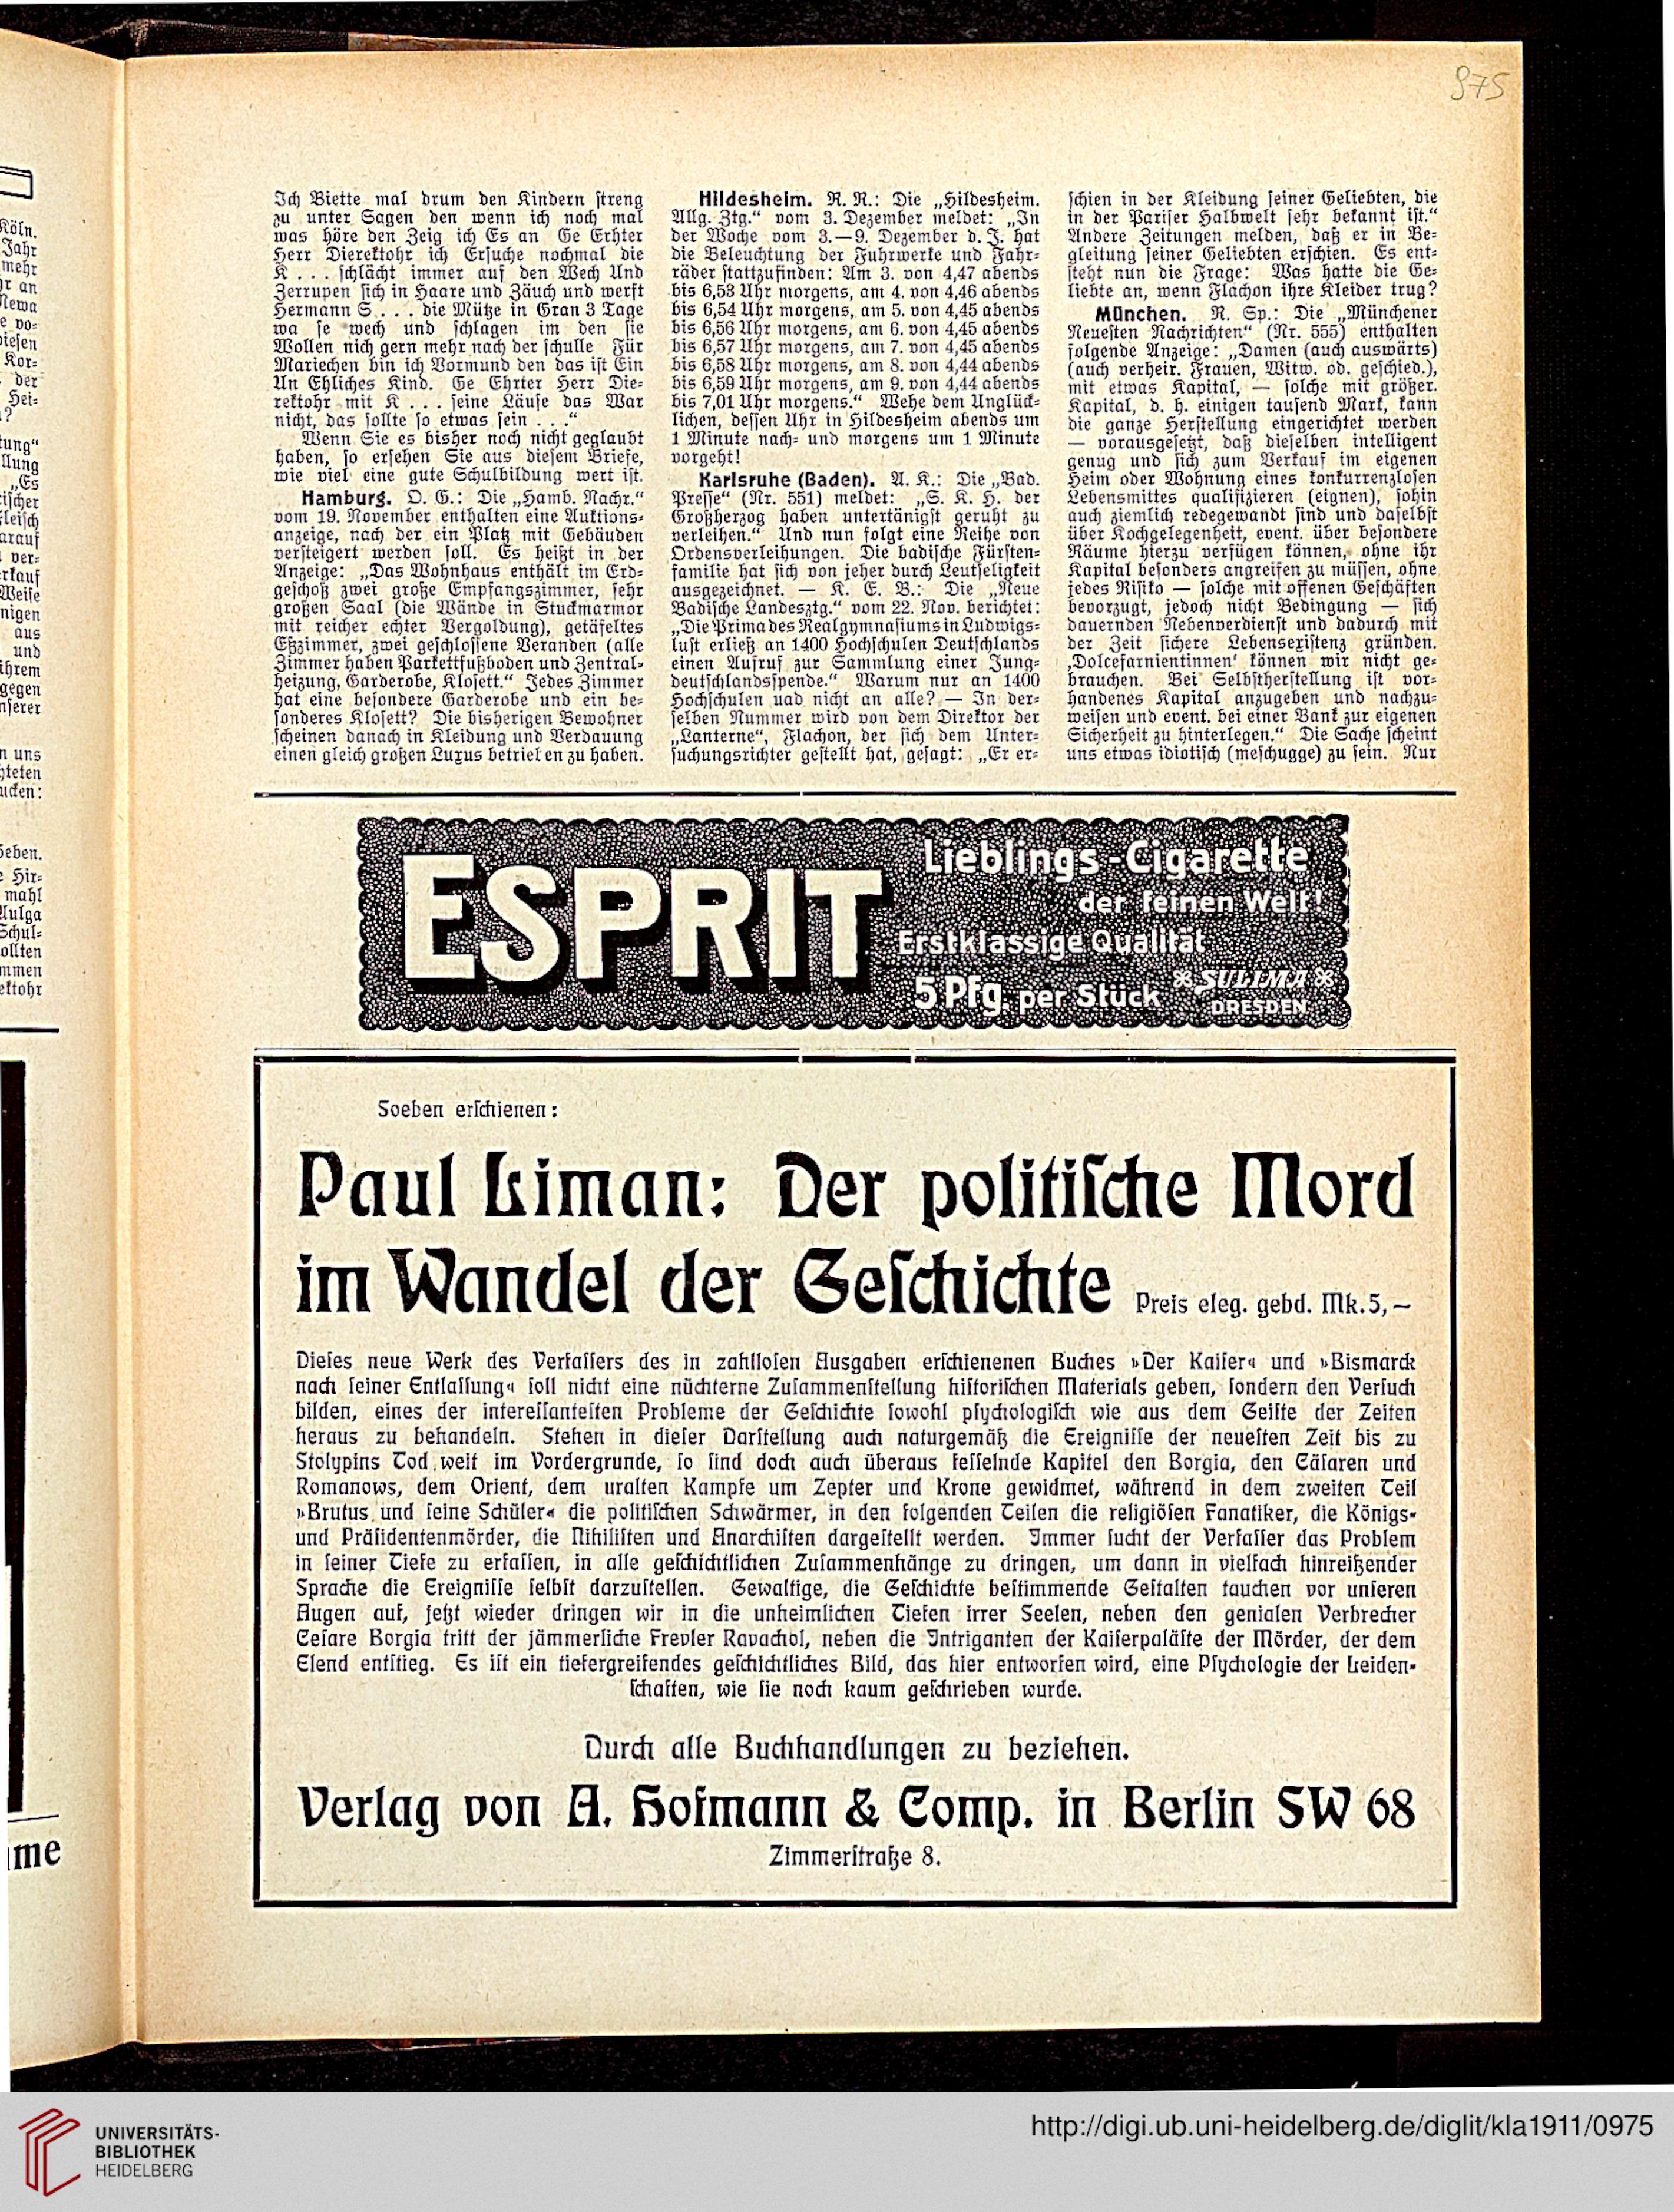 975
Köln.
Jahr
mehr
an
Newa
vo-
diesen
Kor-
der
Hei-
tung“
llung
„Es
tischer
Fleisch
arauf
ver-
rkauf
Weise
nigen
aus
und
ihrem
gegen
nserer
uns
hteten
ucken:
Hir-
mahl
Aulga
Schul-
ollten
mmen
ektohr
me
Ich Biette mal drum den Kindern streng
zu unter Sagen den wenn ich noch mal
was höre den Zeig ich Es an Ge Erhter
Herr Dierektohr ich Ersuche nochmal die
K . . . schlächt immer auf den Wech Und
Zerrupen sich in Haare und Zäuch und werft
Hermann S . . . die Mütze in Gran 3 Tage
wa se wech und schlagen im den sie
Wollen nich gern mehr nach der schulle Für
Mariechen bin ich Vormund den das ist Ein
Un Ehliches Kind. Ge Ehrter Herr Die-
rektohr mit K . . . seine Läuse das War
nicht, das sollte so etwas sein . . .“
Wenn Sie es bisher noch nicht geglaubt
haben, so ersehen Sie aus diesem Briefe,
wie viel eine gute Schulbildung wert ist.
Hamburg. O. G.: Die „Hamb. Nachr.“
vom 19. November enthalten eine Auktions-
anzeige, nach der ein Platz mit Gebäuden
versteigert werden soll. Es heißt in der
Anzeige: „Das Wohnhaus enthält im Erd-
geschoß zwei große Empfangszimmer, sehr
großen Saal (die Wände in Stuckmarmor
mit reicher echter Vergoldung), getäfeltes
Eßzimmer, zwei geschlossene Veranden (alle
Zimmer haben Parkettfußboden und Zentral-
heizung, Garderobe, Klosett.“ Jedes Zimmer
hat eine besondere Garderobe und ein be-
sonderes Klosett? Die bisherigen Bewohner
scheinen danach in Kleidung und Verdauung
einen gleich großen Luxus betrieben zu haben.
Hildesheim. R. R.: Die „Hildesheim.
Allg. Ztg.“ vom 3. Dezember meldet: „In
der Woche vom 3.—9. Dezember d. J. hat
die Beleuchtung der Fuhrwerke und Fahr-
räder stattzufinden: Am 3. von 4,47 abends
bis 6,53 Uhr morgens, am 4. von 4,46 abends
bis 6,54 Uhr morgens, am 5. von 4,45 abends
bis 6,56 Uhr morgens, am 6. von 4,45 abends
bis 6,57 Uhr morgens, am 7. von 4,45 abends
bis 6,58 Uhr morgens, am 8. von 4,44 abends
bis 6,59 Uhr morgens, am 9. von 4,44 abends
bis 7,01 Uhr morgens.“ Wehe dem Unglück-
lichen, dessen Uhr in Hildesheim abends um
1 Minute nach- und morgens um 1 Minute
vorgeht!
Karlsruhe (Baden). A. K.: Die „Bad.
Presse“ (Nr. 551) meldet: „S. K. H. der
Großherzog haben untertänigst geruht zu
verleihen.“ Und nun folgt eine Reihe von
Ordensverleihungen. Die badische Fürsten-
familie hat sich von jeher durch Leutseligkeit
ausgezeichnet. — K. E. B.: Die „Neue
Badische Landesztg.“ vom 22. Nov. berichtet:
„Die Prima des Realgymnasiums in Ludwigs-
lust erließ an 1400 Hochschulen Deutschlands
einen Aufruf zur Sammlung einer Jung-
deutschlandsspende.“ Warum nur an 1400
Hochschulen uad nicht an alle? — In der-
selben Nummer wird von dem Direktor der
„Lanterne“, Flachon, der sich dem Unter-
suchungsrichter gestellt hat, gesagt: „Er er-
schien in der Kleidung seiner Geliebten, die
in der Pariser Halbwelt sehr bekannt ist.“
Andere Zeitungen melden, daß er in Be-
gleitung seiner Geliebten erschien. Es ent-
steht nun die Frage: Was hatte die Ge-
liebte an, wenn Flachon ihre Kleider trug?
München. R. Sp.: Die „Münchener
Neuesten Nachrichten“ (Nr. 555) enthalten
folgende Anzeige: „Damen (auch auswärts)
(auch verheir. Frauen, Witw. od. geschied.),
mit etwas Kapital, — solche mit größer.
Kapital, d. h. einigen tausend Mark, kann
die ganze Herstellung eingerichtet werden
— vorausgesetzt, daß dieselben intelligent
genug und sich zum Verkauf im eigenen
Heim oder Wohnung eines konkurrenzlosen
Lebensmittes qualifizieren (eignen), sohin
auch ziemlich redegewandt sind und daselbst
über Kochgelegenheit, event. über besondere
Räume hierzu verfügen können, ohne ihr
Kapital besonders angreifen zu müssen, ohne
jedes Risiko — solche mit offenen Geschäften
bevorzugt, jedoch nicht Bedingung — sich
dauernden Nebenverdienst und dadurch mit
der Zeit sichere Lebensexistenz gründen.
‚Dolcefarnientinnen‘ können wir nicht ge-
brauchen. Bei Selbstherstellung ist vor-
handenes Kapital anzugeben und nachzu-
weisen und event. bei einer Bank zur eigenen
Sicherheit zu hinterlegen.“ Die Sache scheint
uns etwas idiotisch (meschugge) zu sein. Nur
ESPRIT
Lieblings-Cigarette
der feinen Welt!
Erstklassige Qualität
5 Pfg. per Stück
SULIMA
DRESDEN
Soeben erschienen:
Paul Liman: Der politische Mord
im Wandel der Geschichte Preis eleg. gebd. Mk. 5,—
Dieses neue Werk des Verfassers des in zahllosen Ausgaben erschienenen Buches »Der Kaiser« und »Bismarck
nach seiner Entlassung« soll nicht eine nüchterne Zusammenstellung historischen Materials geben, sondern den Versuch
bilden, eines der interessantesten Probleme der Geschichte sowohl psychologisch wie aus dem Geiste der Zeiten
heraus zu behandeln. Stehen in dieser Darstellung auch naturgemäß die Ereignisse der neuesten Zeit bis zu
Stolypins Tod weit im Vordergrunde, so sind doch auch überaus fesselnde Kapitel den Borgia, den Cäsaren und
Romanows, dem Orient, dem uralten Kampfe um Zepter und Krone gewidmet, während in dem zweiten Teil
»Brutus und seine Schüler« die politischen Schwärmer, in den folgenden Teilen die religiösen Fanatiker, die Königs-
und Präsidentenmörder, die Nihilisten und Anarchisten dargestellt werden. Immer sucht der Verfasser das Problem
in seiner Tiefe zu erfassen, in alle geschichtlichen Zusammenhänge zu dringen, um dann in vielfach hinreißender
Sprache die Ereignisse selbst darzustellen. Gewaltige, die Geschichte bestimmende Gestalten tauchen vor unseren
Augen auf, jetzt wieder dringen wir in die unheimlichen Tiefen irrer Seelen, neben den genialen Verbrecher
Cesare Borgia tritt der jämmerliche Frevler Ravachol, neben die Intriganten der Kaiserpaläste der Mörder, der dem
Elend entstieg. Es ist ein tiefergreifendes geschichtliches Bild, das hier entworfen wird, eine Psychologie der Leiden-
schaften, wie sie noch kaum geschrieben wurde.
Durch alle Buchhandlungen zu beziehen.
Verlag von A. Hofmann & Comp. in Berlin SW 68
Zimmerstraße 8.
UNIVERSITÄTS-
BIBLIOTHEK
HEIDELBERG
http://digi.ub.uni-heidelberg.de/diglit/kla1911/0975